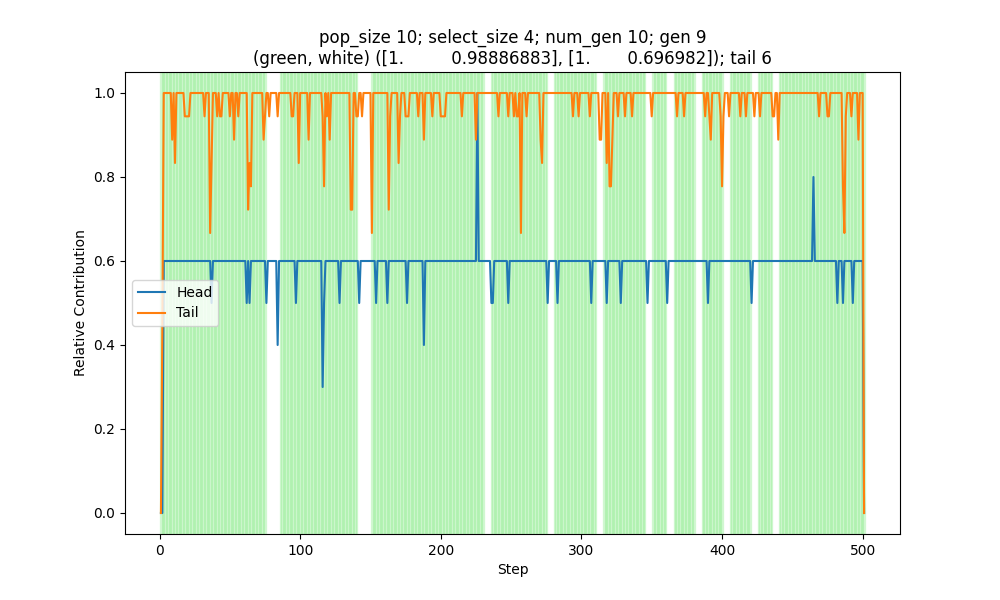 pop_size 10; select_size 4; num_gen 10; gen 9
(green, white) ([1. 0.98886883], [1. 0.696982]); tail 6
1.0
0.8
0.6
0.4
0.2
0.0
Relative Contribution
Head
Tail
0 100 200 300 400 500
Step